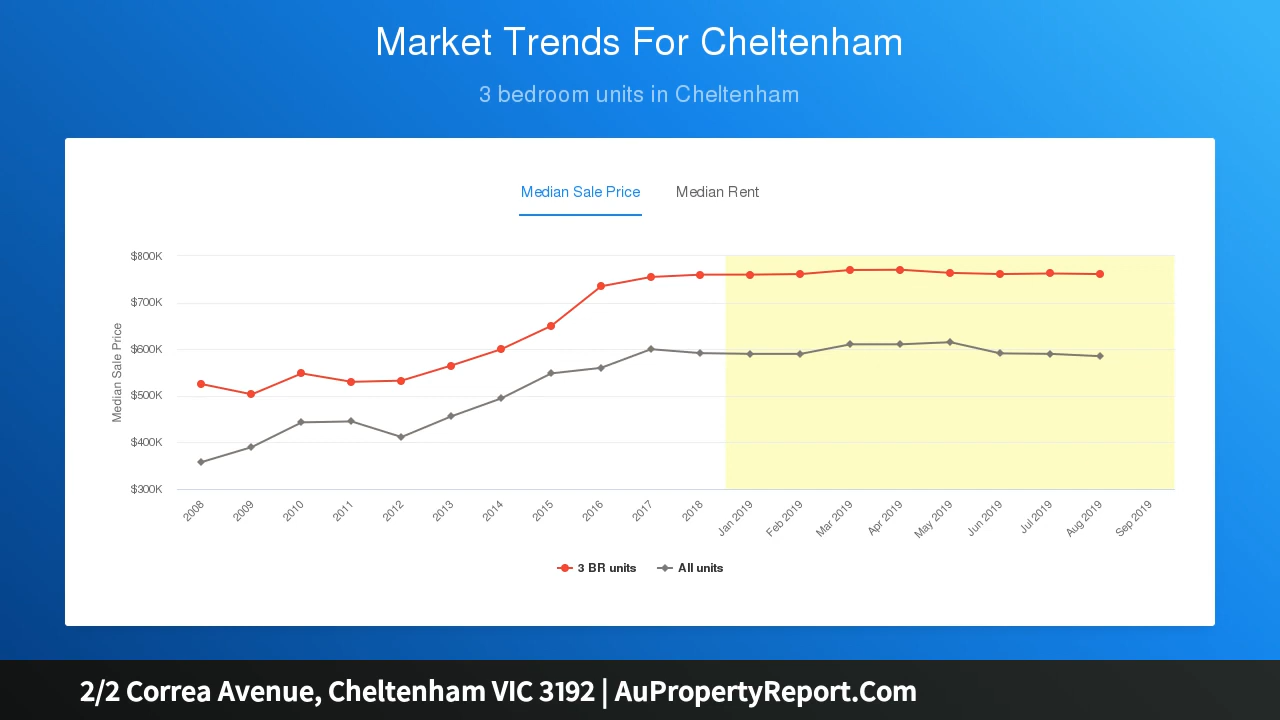 Market Trends For Cheltenham
3 bedroom units in Cheltenham
Median Sale Price Median Rent
$800K
$700K
$600K
$500K
$400K
$300K
Median Sale Price
2008 2009 2010 2011 2012 2013 2014 2015 2016 2017 2018 Jan 2019 Feb 2019 Mar 2019 Apr 2019 May 2019 Jun 2019 Jul 2019 Aug 2019 Sep 2019
3 BR units All units
2/2 Correa Avenue, Cheltenham VIC 3192 | AuPropertyReport.Com